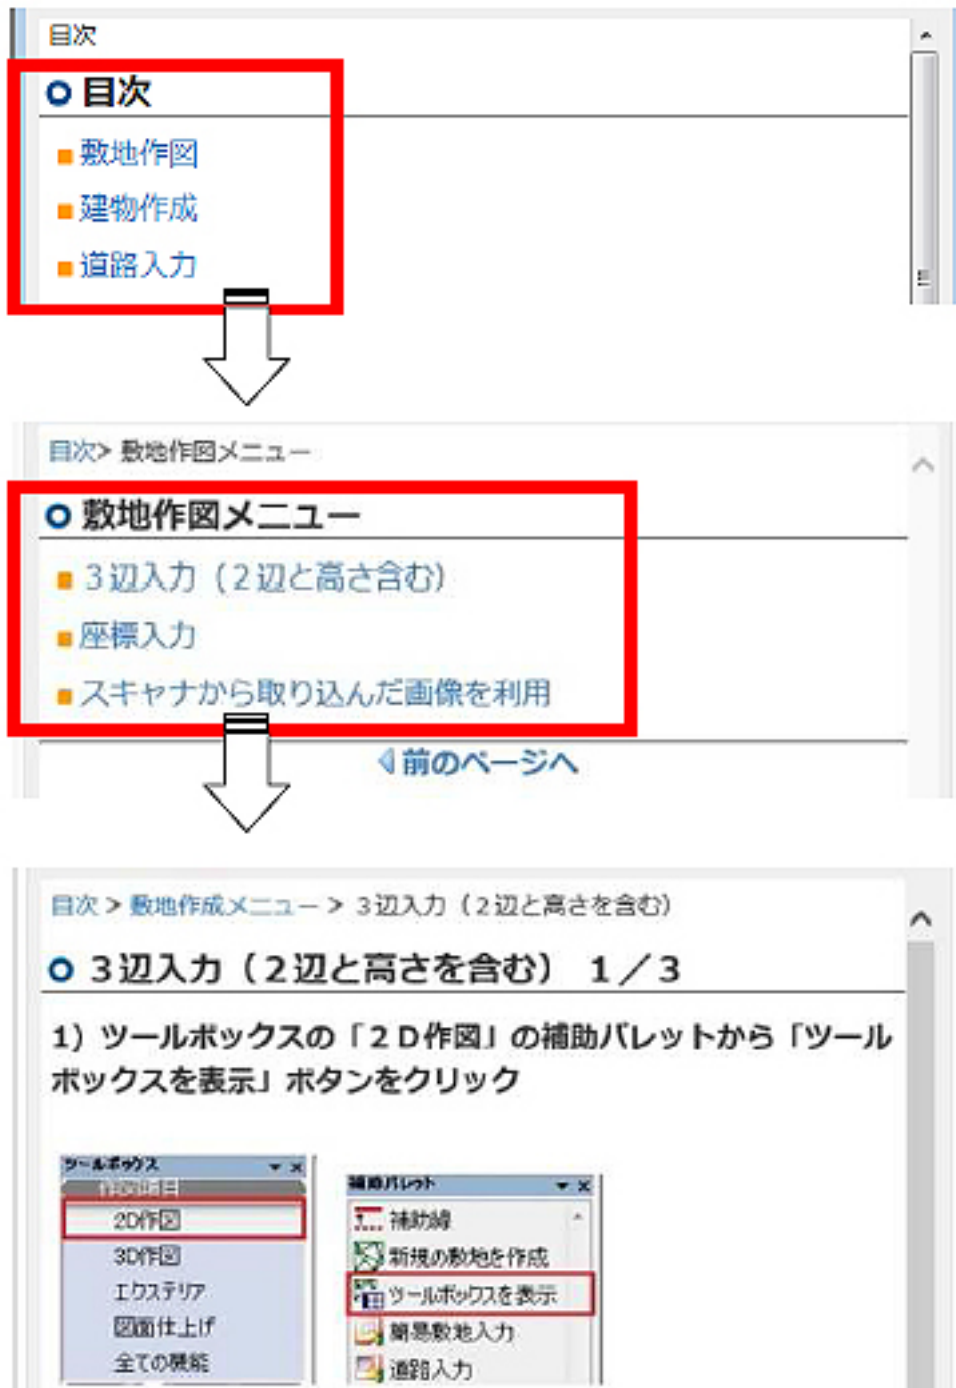 目次
目次
敷地作図
建物作成
道路入力
目次> 敷地作図メニュー
敷地作図メニュー
３辺入力（２辺と高さ含む）
座標入力
スキャナから取り込んだ画像を利用
前のページへ
目次 > 敷地作成メニュー > ３辺入力（２辺と高さを含む）
３辺入力（２辺と高さを含む） １／３
1）ツールボックスの「２Ｄ作図」の補助パレットから「ツール
ボックスを表示」ボタンをクリック
ツールボックス
作図項目
2D作図
3D作図
エクステリア
図面仕上げ
全ての機能
補助パレット
補助線
新規の敷地を作成
ツールボックスを表示
簡易敷地入力
道路入力